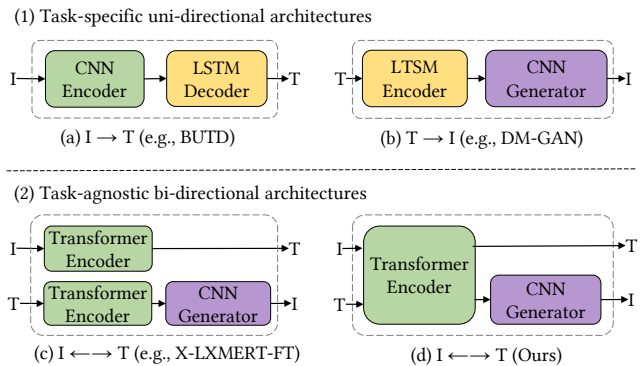 (1) Task-specific uni-directional architectures
I CNN Encoder LSTM Decoder T
T LTSM Encoder CNN Generator I
(a) I → T (e.g., BUTD)
(b) T → I (e.g., DM-GAN)
(2) Task-agnostic bi-directional architectures
I Transformer Encoder T
T Transformer Encoder CNN Generator I
I Transformer Encoder T
T CNN Generator I
(c) I ←→ T (e.g., X-LXMERT-FT)
(d) I ←→ T (Ours)